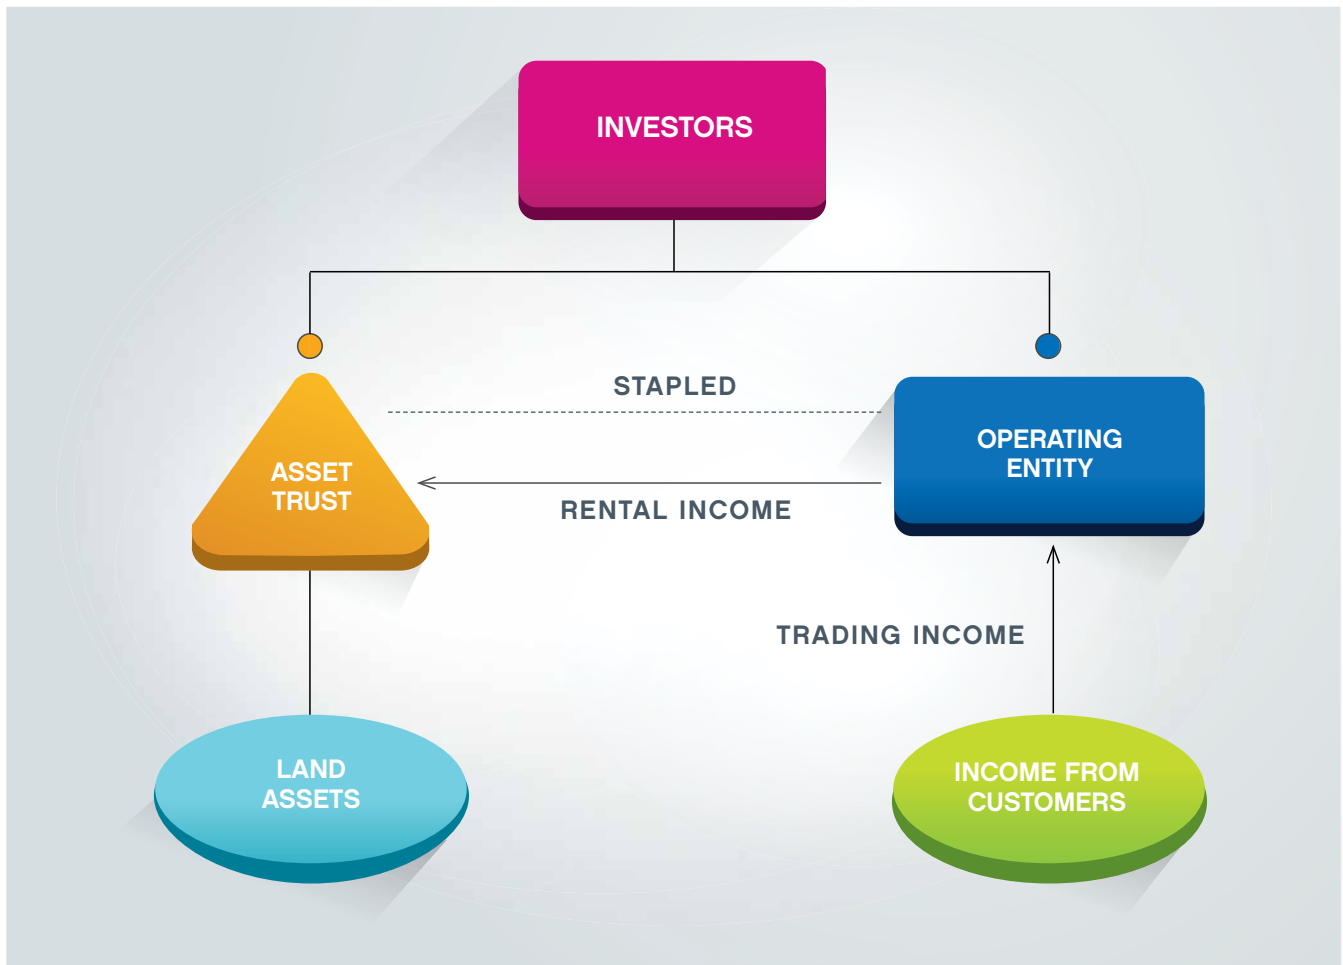 INVESTORS
STAPLED
ASSET
TRUST
OPERATING
ENTITY
RENTAL INCOME
TRADING INCOME
LAND
ASSETS
INCOME FROM
CUSTOMERS